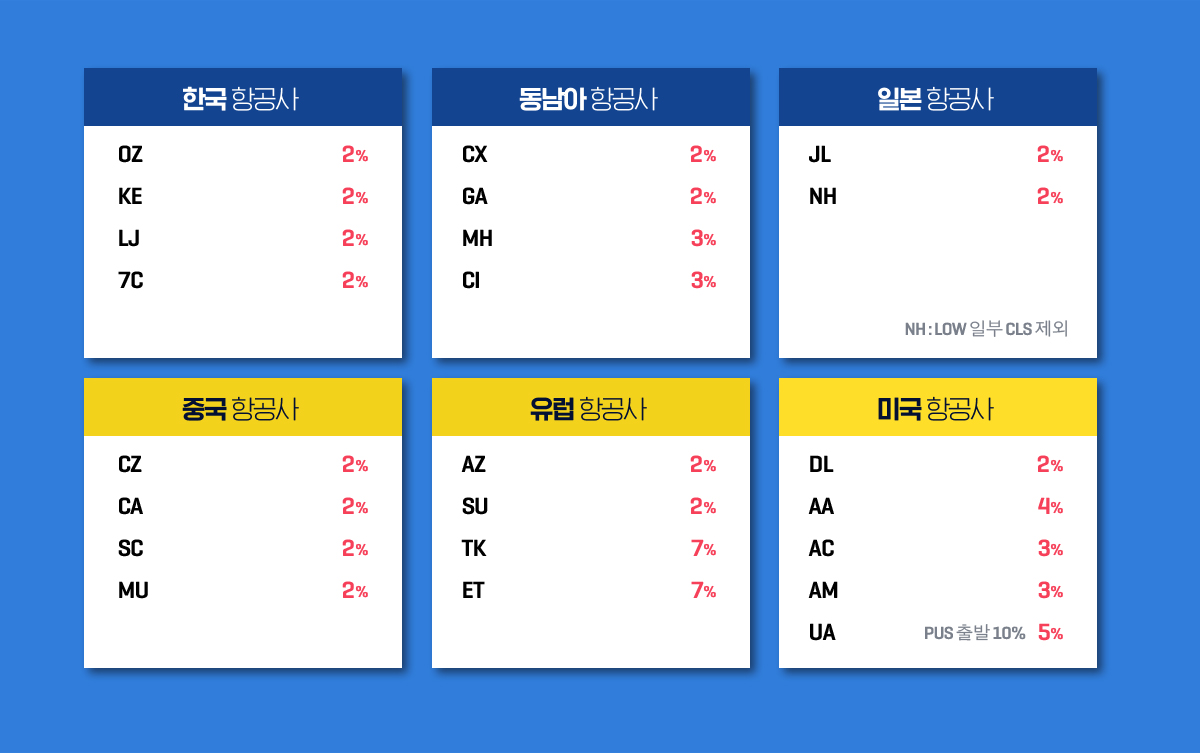 한국 항공사
OZ 2%
KE 2%
LJ 2%
7C 2%
동남아 항공사
CX 2%
GA 2%
MH 3%
CI 3%
일본 항공사
JL 2%
NH 2%
NH : LOW 일부 CLS 제외
중국 항공사
CZ 2%
CA 2%
SC 2%
MU 2%
유럽 항공사
AZ 2%
SU 2%
TK 7%
ET 7%
미국 항공사
DL 2%
AA 4%
AC 3%
AM 3%
UA PUS 출발 10% 5%